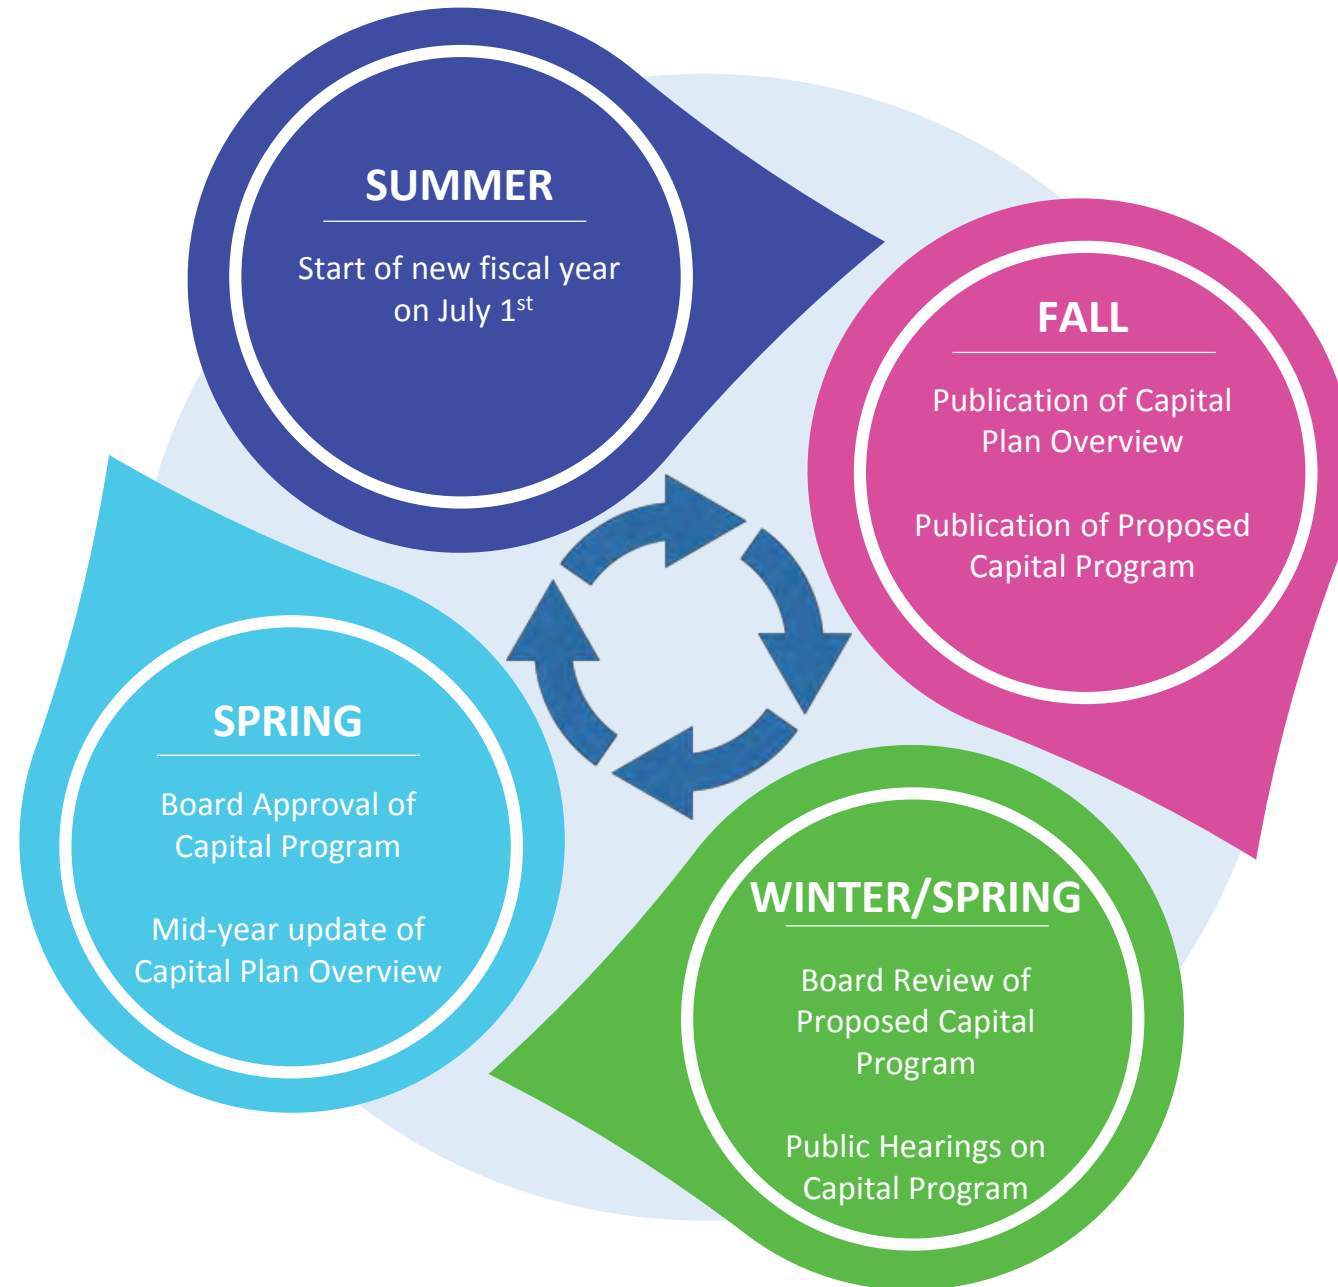 SUMMER
Start of new fiscal year
on July 1st
FALL
Publication of Capital
Plan Overview
Publication of Proposed
Capital Program
WINTER/SPRING
Board Review of
Proposed Capital
Program
Public Hearings on
Capital Program
SPRING
Board Approval of
Capital Program
Mid-year update of
Capital Plan Overview